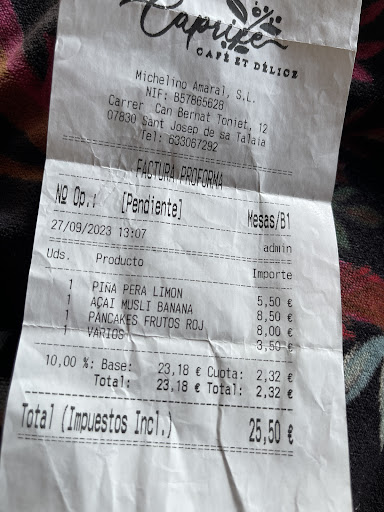 Caprice
CAFÉ ET DÉLICE
Michelino Amaral, S.L.
NIF: B57865628
Carrer Can Bernat Toniet, 12
07830 Sant Josep de sa Talaia
Tel: 633067292
FACTURA PROFORMA
Nº Op.: [Pendiente] Mesas/B1
27/09/2023 13:07 admin
Uds. Producto Importe
1 PIÑA PERA LIMON 5,50 €
1 AÇAI MUSLI BANANA 8,50 €
1 PANCAKES FRUTOS ROJ 8,00 €
1 VARIOS 3,50 €
10,00 %: Base: 23,18 € Cuota: 2,32 €
Total: 23,18 € Total: 2,32 €
Total (Impuestos Incl.) 25,50 €